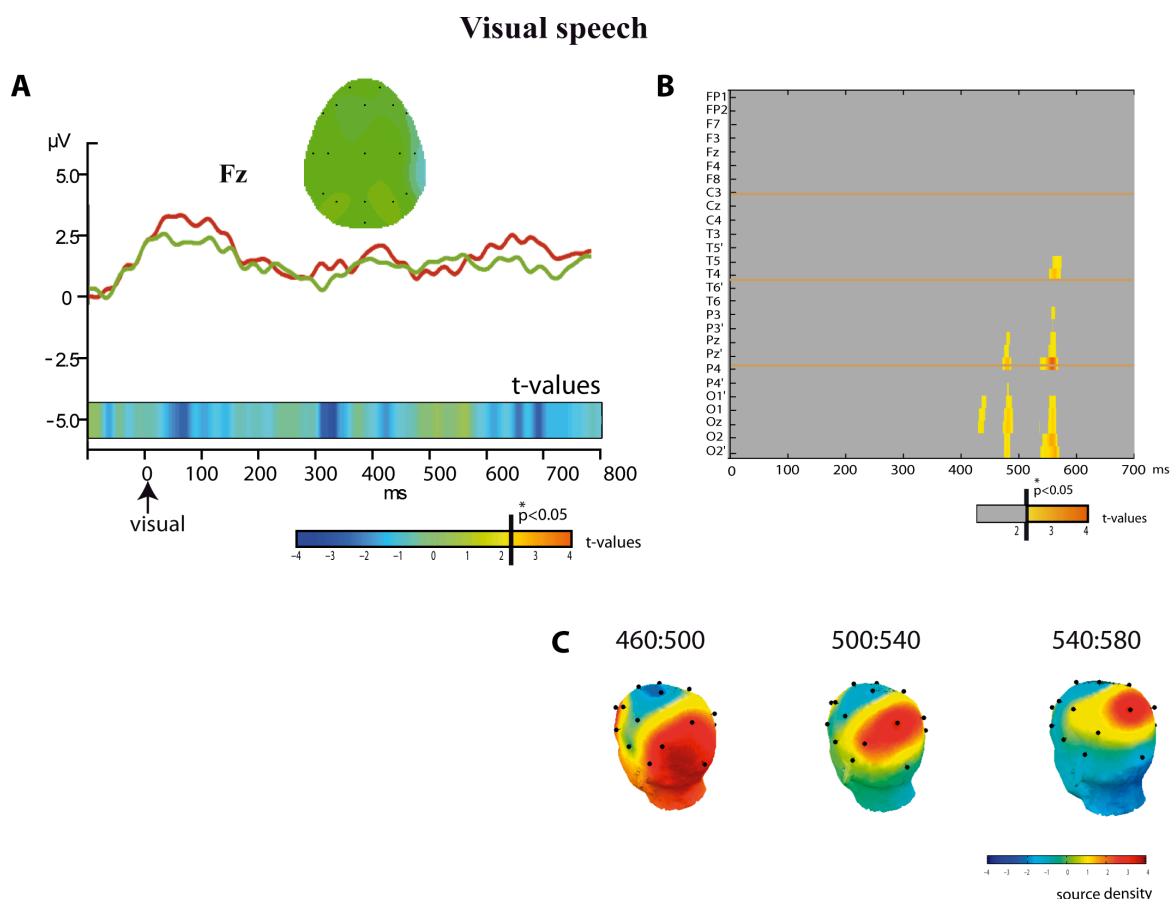 Visual speech
A
µV
5.0
2.5
0
-2.5
-5.0
Fz
t-values
0 100 200 300 400 500 600 700 800
ms
visual
*
p<0.05
-4 -3 -2 -1 0 1 2 3 4
t-values
B
FP1
FP2
F7
F3
Fz
F4
F8
C3
Cz
C4
T3
T5'
T5
T4
T6'
T6
P3
P3'
Pz
Pz'
P4
P4'
O1'
O1
Oz
O2
O2'
0 100 200 300 400 500 600 700 ms
*
p<0.05
2 3 4
t-values
C
460:500 500:540 540:580
-4 -3 -2 -1 0 1 2 3 4
source density